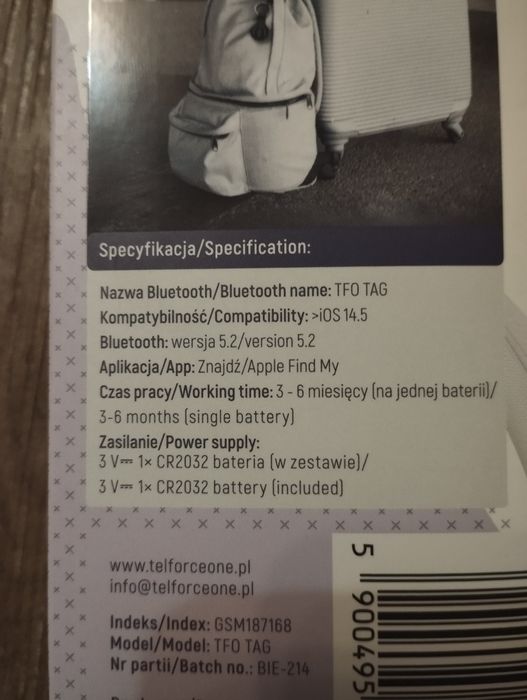 Specyfikacja/Specification:
Nazwa Bluetooth/Bluetooth name: TFO TAG
Kompatybilność/Compatibility: >iOS 14.5
Bluetooth: wersja 5.2/version 5.2
Aplikacja/App: Znajdź/Apple Find My
Czas pracy/Working time: 3 - 6 miesięcy (na jednej baterii)/
3-6 months (single battery)
Zasilanie/Power supply:
3 V⎓ 1× CR2032 bateria (w zestawie)/
3 V⎓ 1× CR2032 battery (included)
www.telforceone.pl
info@telforceone.pl
Indeks/Index: GSM187168
Model/Model: TFO TAG
Nr partii/Batch no.: BIE-214
5 900495